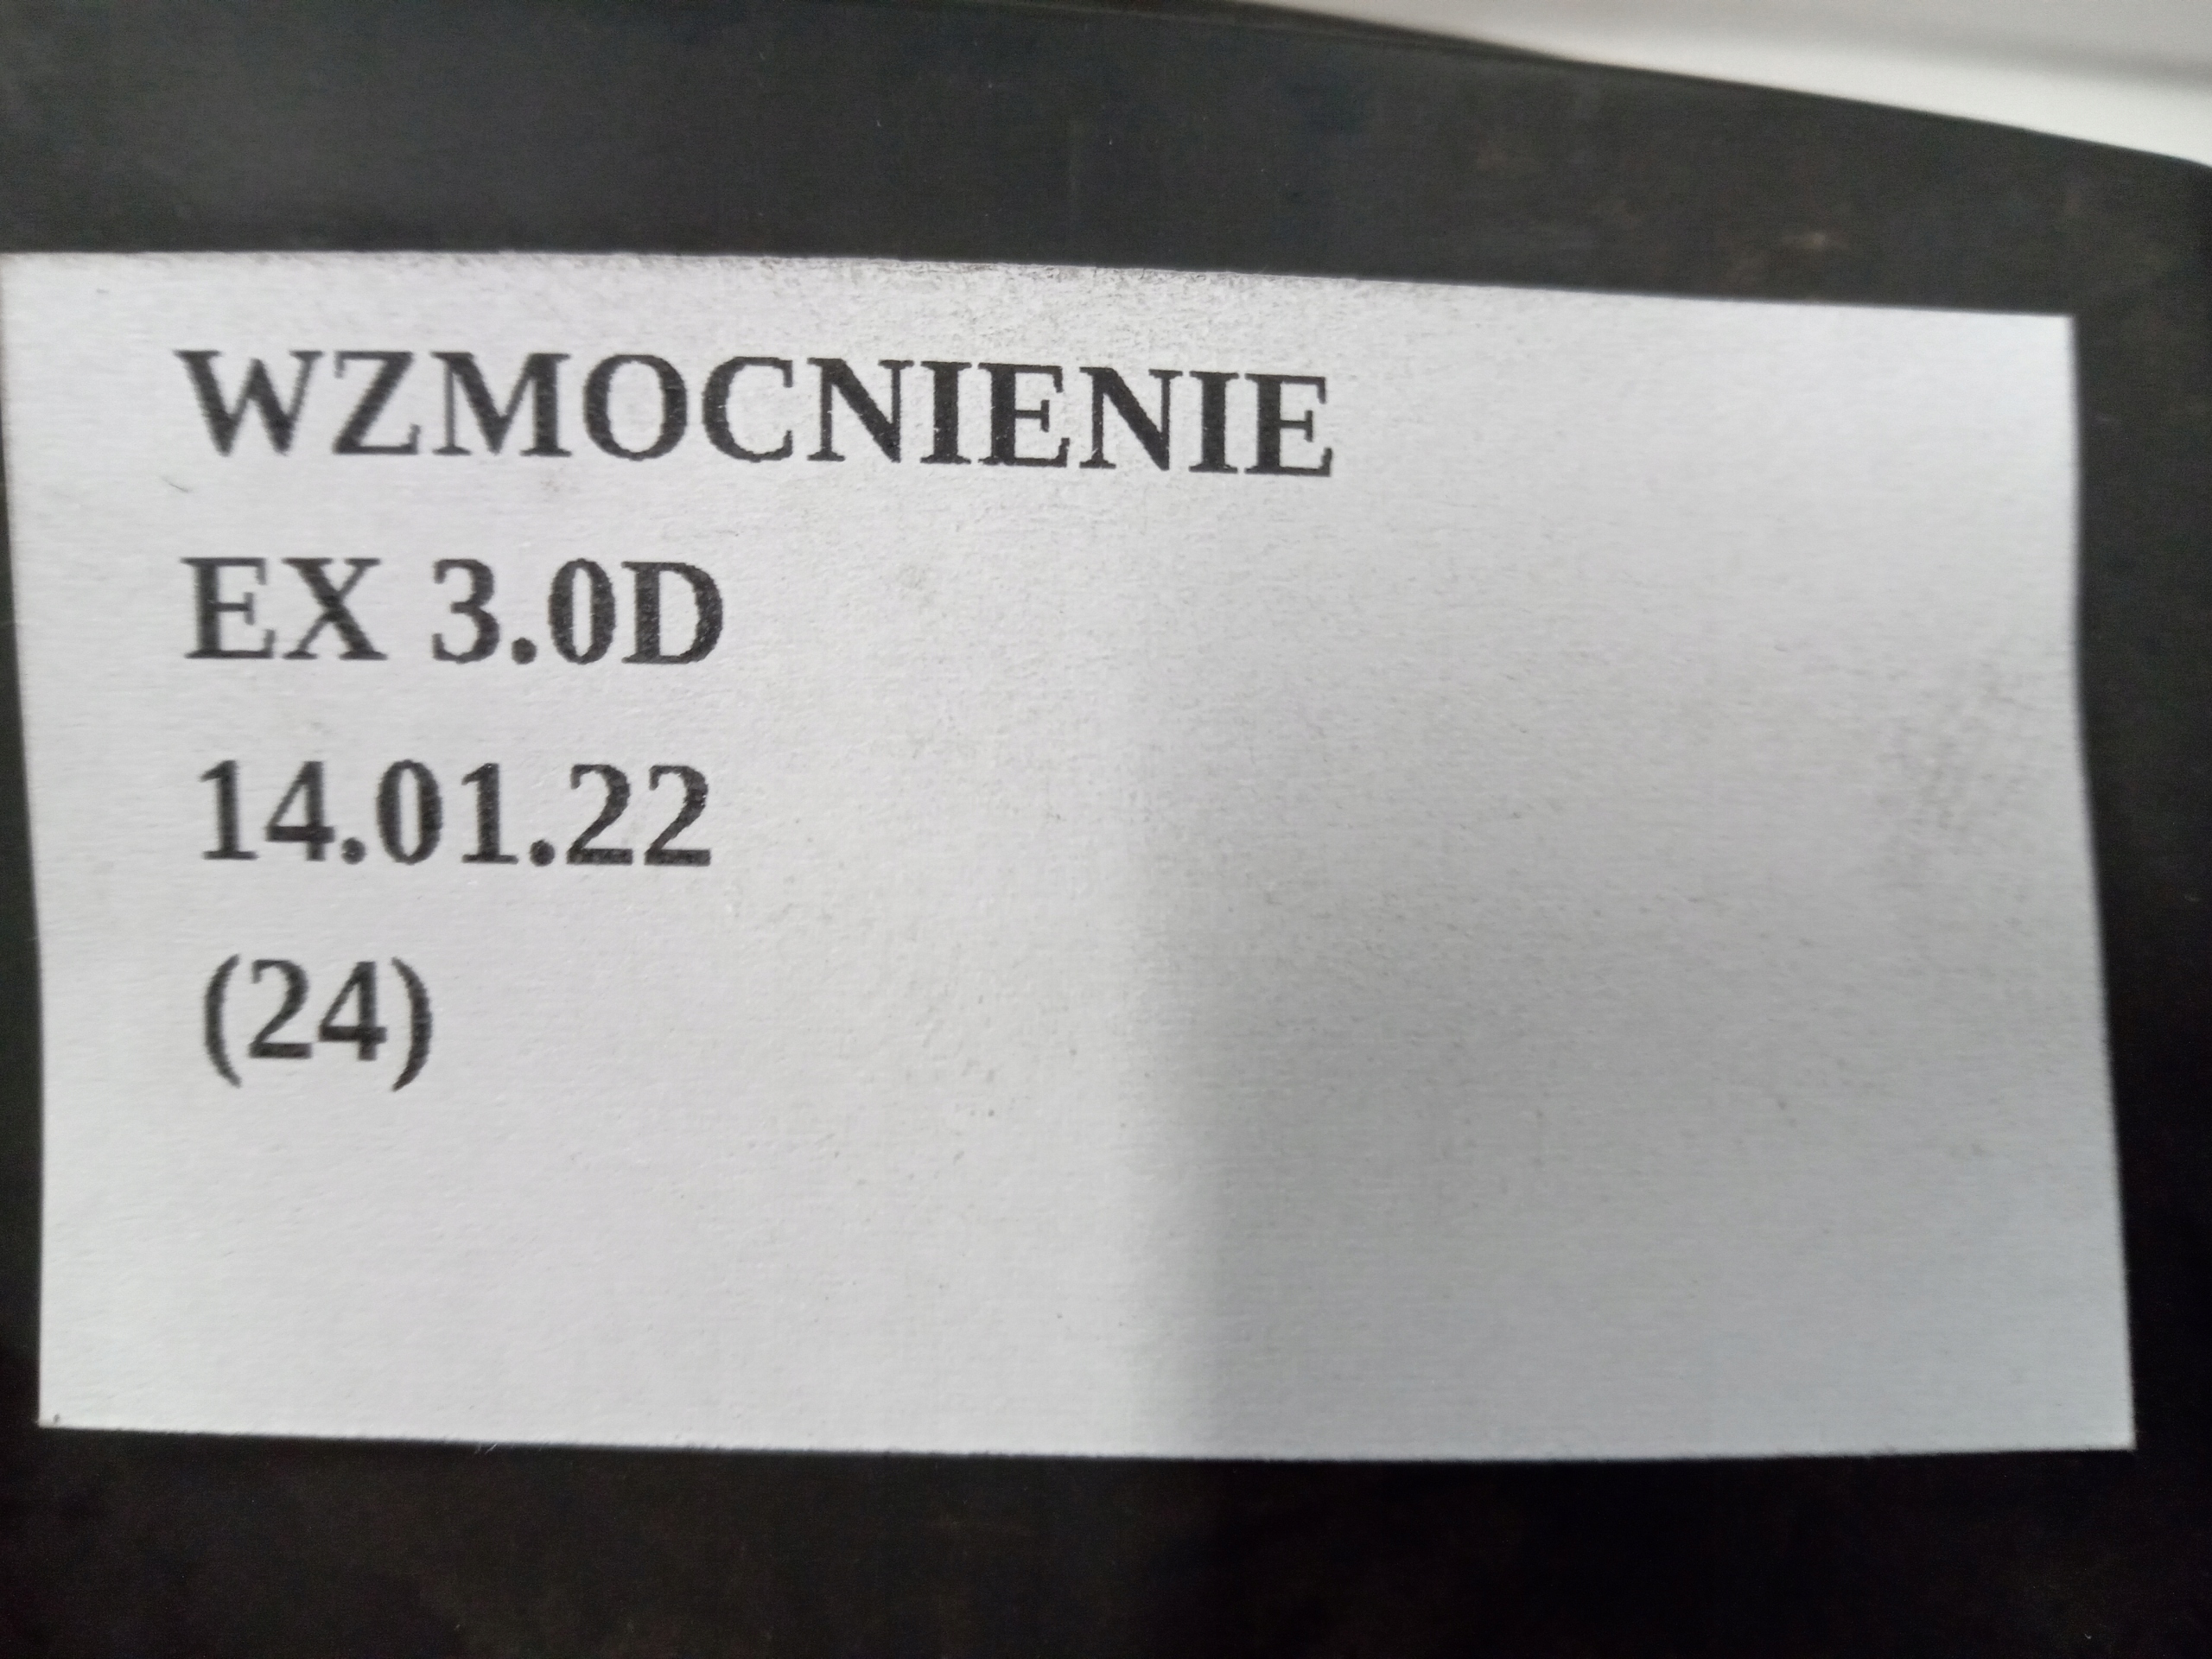 WZMOCNIENIE
EX 3.0D
14.01.22
(24)